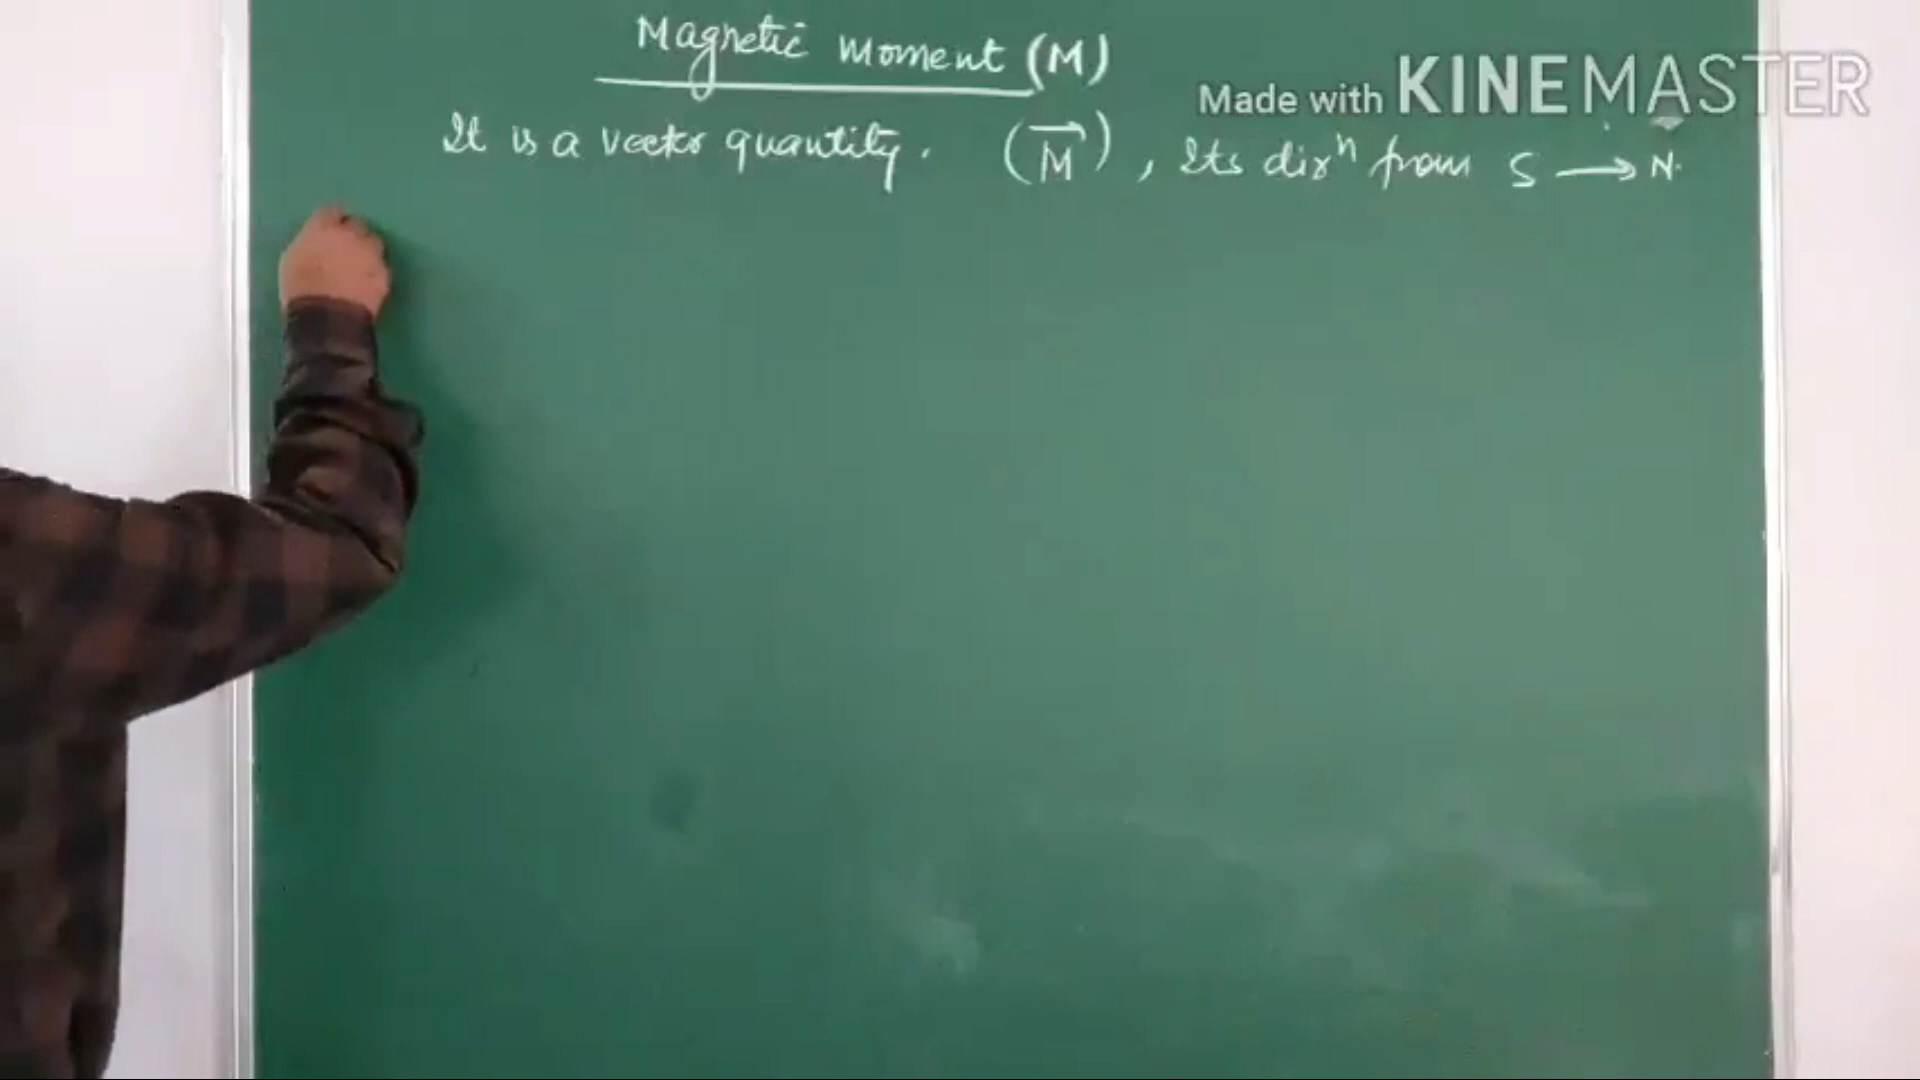 Magnetic Moment (M)
Made with KINEMASTER
It is a vector quantity. (M⃗), Its dirⁿ from S ⟶ N.